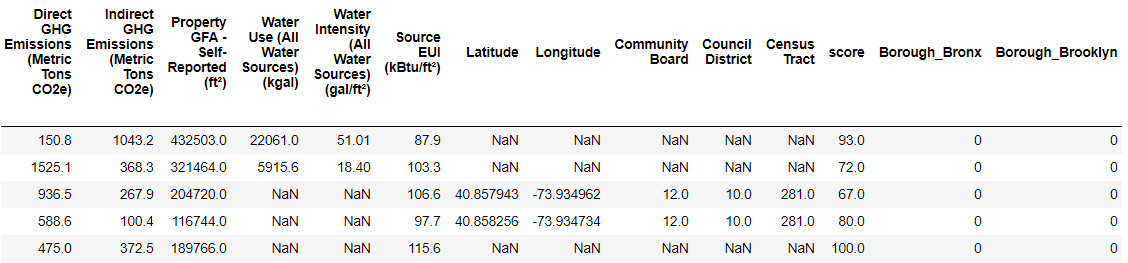 Direct GHG Emissions (Metric Tons CO2e) Indirect GHG Emissions (Metric Tons CO2e) Property GFA - Self-Reported (ft²) Water Use (All Water Sources) (kgal) Water Intensity (All Water Sources) (gal/ft²) Source EUI (kBtu/ft²) Latitude Longitude Community Board Council District Census Tract score Borough_Bronx Borough_Brooklyn
150.8 1043.2 432503.0 22061.0 51.01 87.9 NaN NaN NaN NaN NaN 93.0 0 0
1525.1 368.3 321464.0 5915.6 18.40 103.3 NaN NaN NaN NaN NaN 72.0 0 0
936.5 267.9 204720.0 NaN NaN 106.6 40.857943 -73.934962 12.0 10.0 281.0 67.0 0 0
588.6 100.4 116744.0 NaN NaN 97.7 40.858256 -73.934734 12.0 10.0 281.0 80.0 0 0
475.0 372.5 189766.0 NaN NaN 115.6 NaN NaN NaN NaN NaN 100.0 0 0